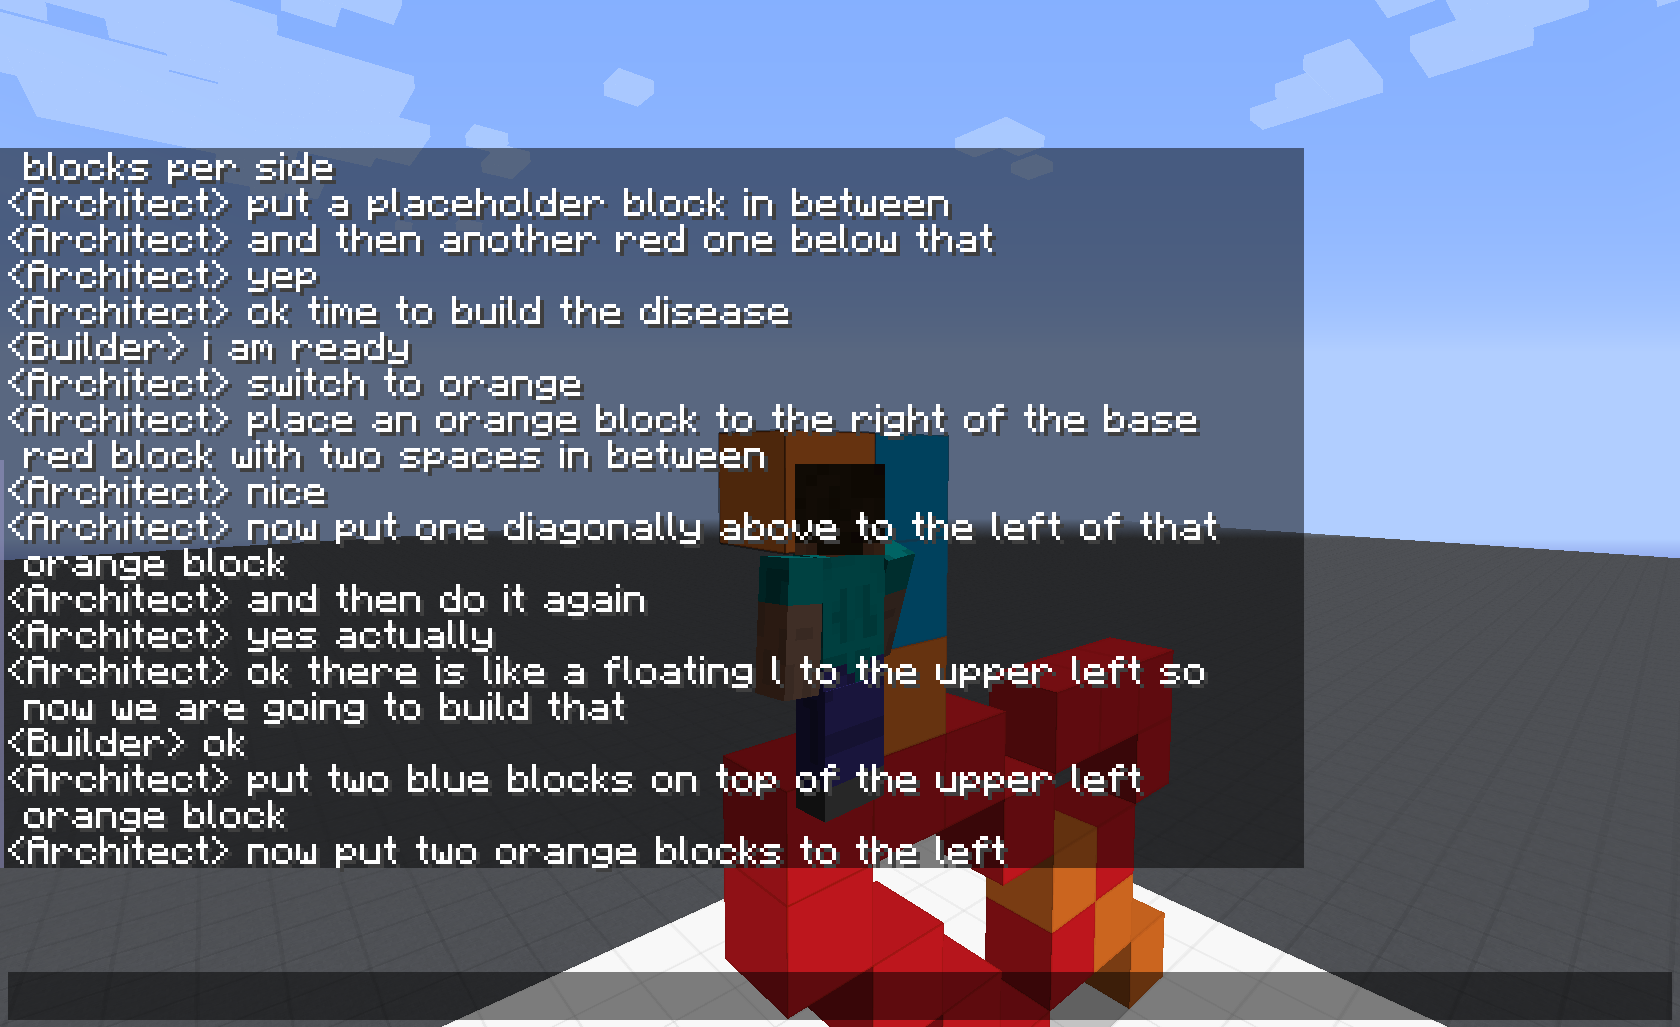 blocks per side
<Architect> put a placeholder block in between
<Architect> and then another red one below that
<Architect> yep
<Architect> ok time to build the disease
<Builder> i am ready
<Architect> switch to orange
<Architect> place an orange block to the right of the base
red block with two spaces in between
<Architect> nice
<Architect> now put one diagonally above to the left of that
orange block
<Architect> and then do it again
<Architect> yes actually
<Architect> ok there is like a floating l to the upper left so
now we are going to build that
<Builder> ok
<Architect> put two blue blocks on top of the upper left
orange block
<Architect> now put two orange blocks to the left